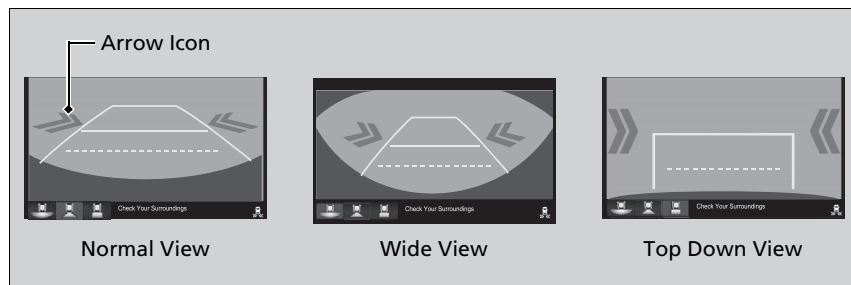 Arrow Icon
Check Your Surroundings
Check Your Surroundings
Check Your Surroundings
Normal View
Wide View
Top Down View